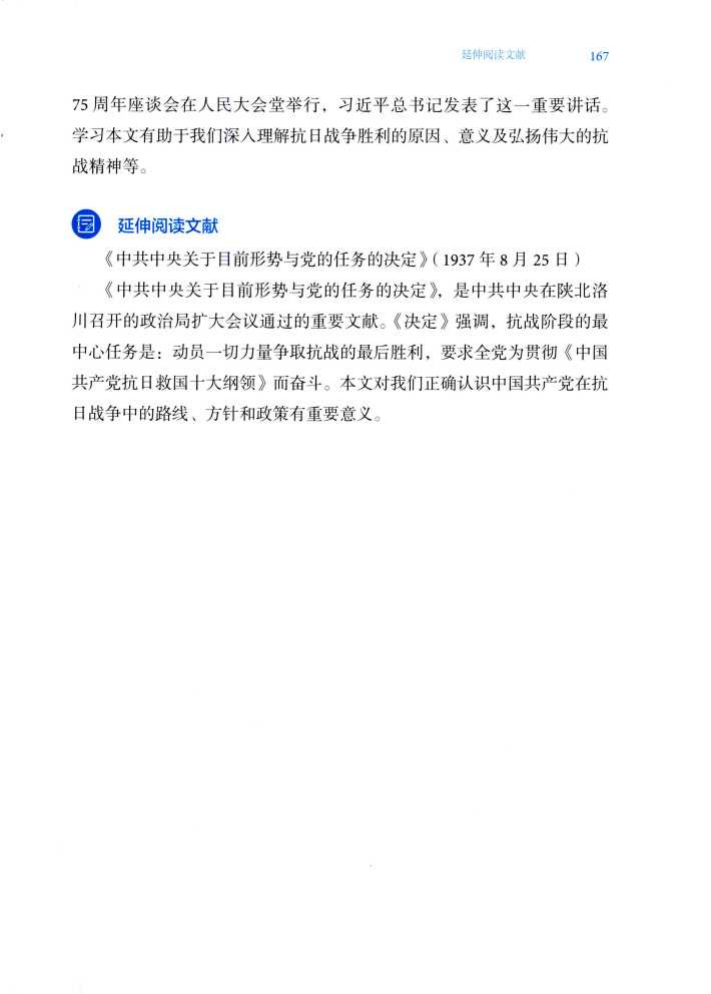 延伸阅读文献 167
75 周年座谈会在人民大会堂举行，习近平总书记发表了这一重要讲话。
学习本文有助于我们深入理解抗日战争胜利的原因、意义及弘扬伟大的抗
战精神等。
延伸阅读文献
《中共中央关于目前形势与党的任务的决定》（1937 年 8 月 25 日）
《中共中央关于目前形势与党的任务的决定》，是中共中央在陕北洛
川召开的政治局扩大会议通过的重要文献。《决定》强调，抗战阶段的最
中心任务是：动员一切力量争取抗战的最后胜利，要求全党为贯彻《中国
共产党抗日救国十大纲领》而奋斗。本文对我们正确认识中国共产党在抗
日战争中的路线、方针和政策有重要意义。